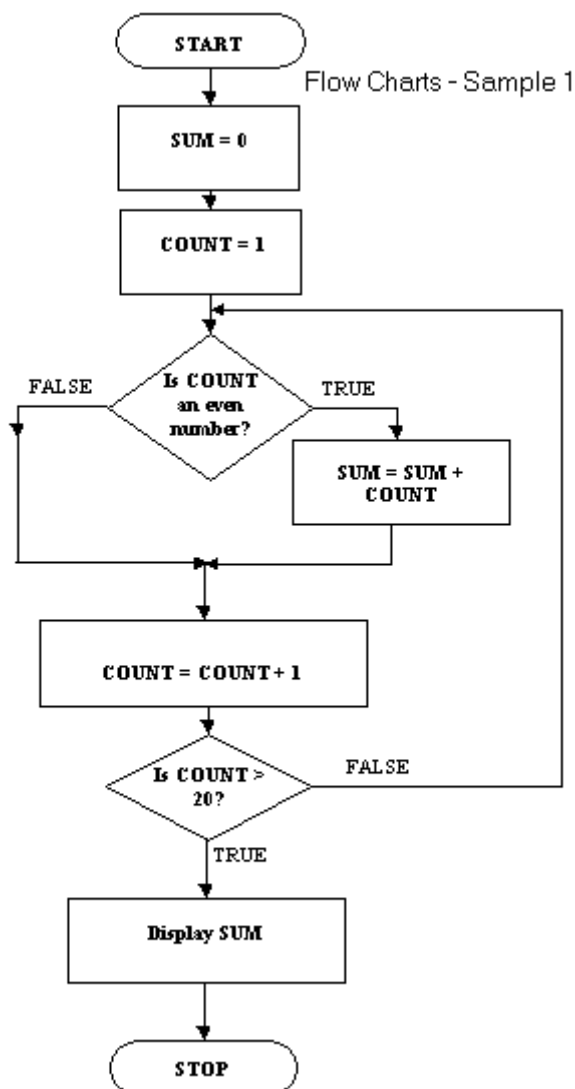 START
Flow Charts - Sample 1
SUM = 0
COUNT = 1
FALSE
Is COUNT
an even
number?
TRUE
SUM = SUM +
COUNT
COUNT = COUNT + 1
Is COUNT >
20?
FALSE
TRUE
Display SUM
STOP